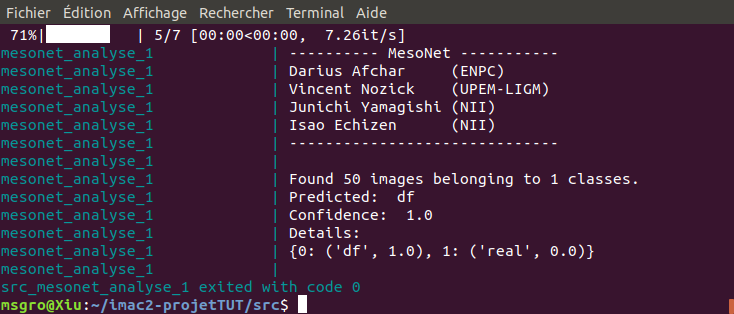 Fichier Édition Affichage Rechercher Terminal Aide
71%| | 5/7 [00:00<00:00, 7.26it/s]
mesonet_analyse_1 | ---------- MesoNet -----------
mesonet_analyse_1 | Darius Afchar (ENPC)
mesonet_analyse_1 | Vincent Nozick (UPEM-LIGM)
mesonet_analyse_1 | Junichi Yamagishi (NII)
mesonet_analyse_1 | Isao Echizen (NII)
mesonet_analyse_1 | ------------------------------
mesonet_analyse_1 |
mesonet_analyse_1 | Found 50 images belonging to 1 classes.
mesonet_analyse_1 | Predicted: df
mesonet_analyse_1 | Confidence: 1.0
mesonet_analyse_1 | Details:
mesonet_analyse_1 | {0: ('df', 1.0), 1: ('real', 0.0)}
mesonet_analyse_1 |
src_mesonet_analyse_1 exited with code 0
msgro@Xiu:~/imac2-projetTUT/src$